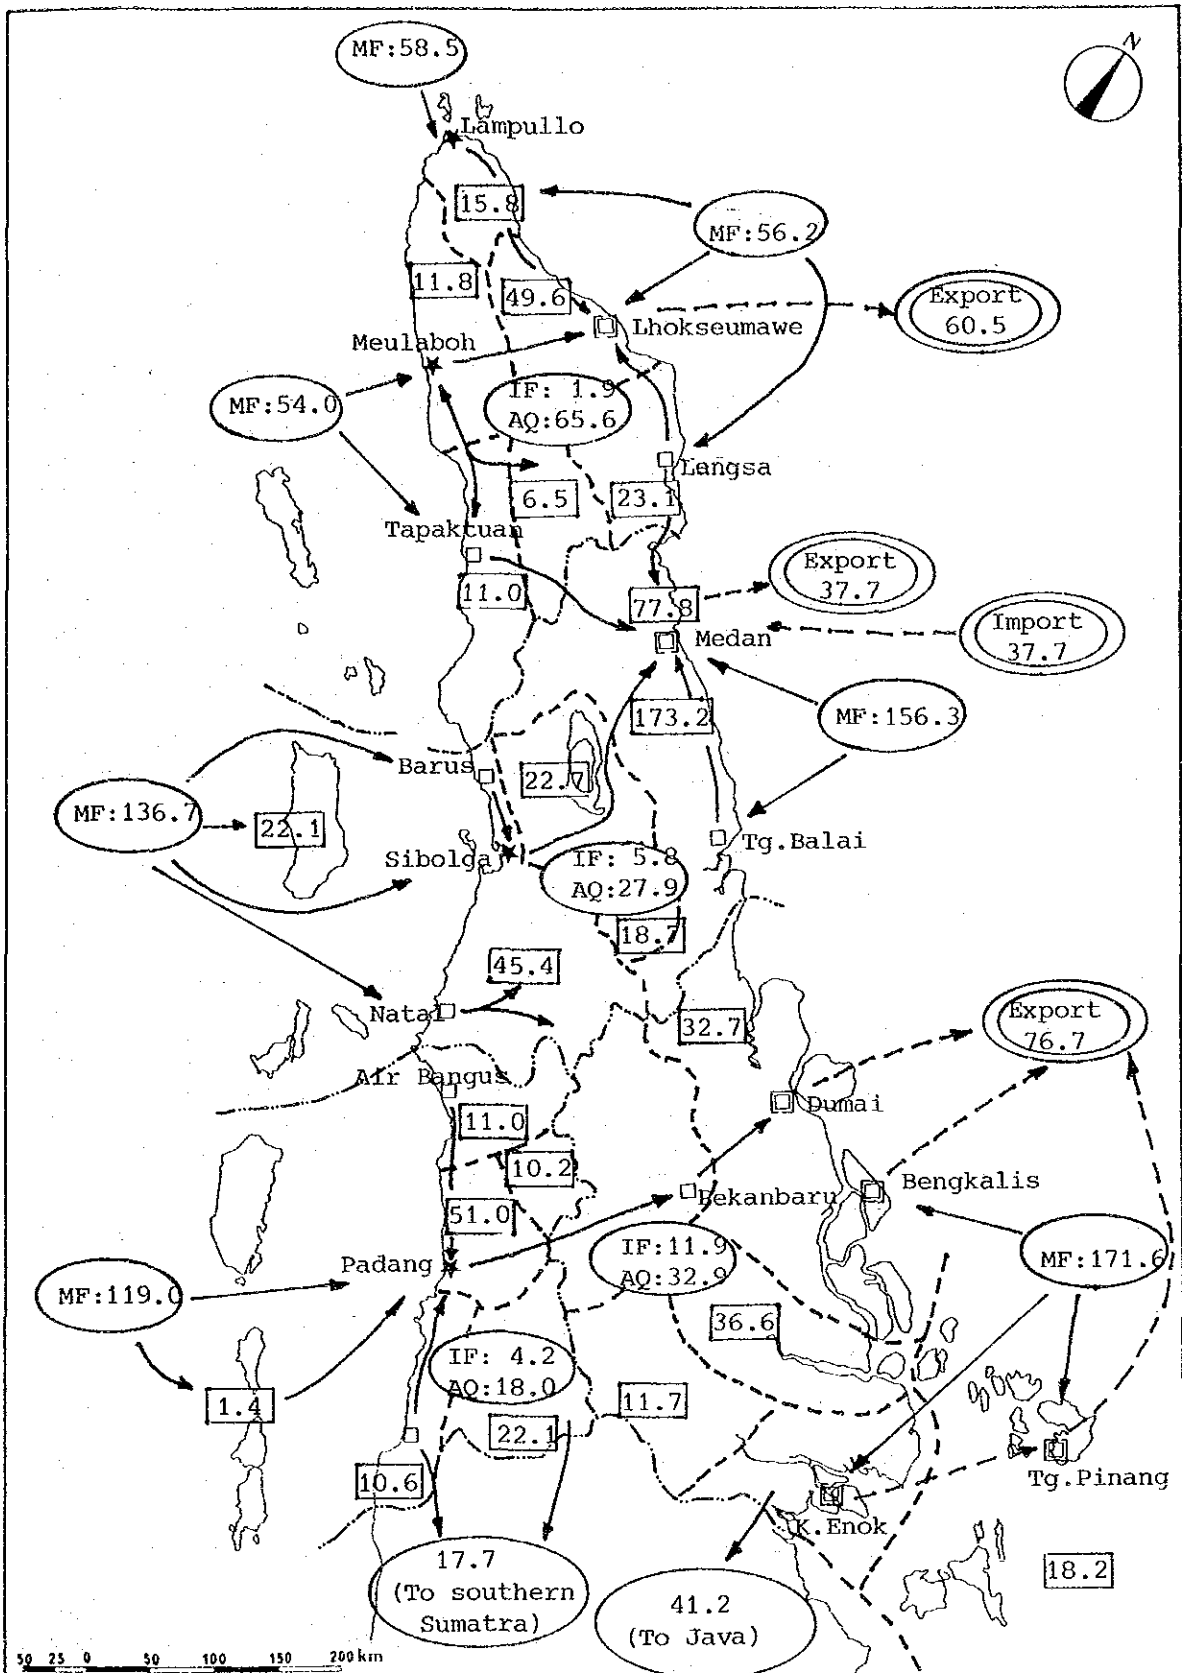 MF:58.5
N
Lampullo
15.8
MF:56.2
11.8
49.6
Export
60.5
Lhokseumawe
Meulaboh
IF: 1.9
AQ:65.6
MF:54.0
Langsa
6.5
23.1
Tapaktuan
11.0
Export
37.7
77.8
Import
37.7
Medan
173.2
MF:156.3
Barus
22.7
MF:136.7
22.1
Tg.Balai
Sibolga
IF: 5.8
AQ:27.9
18.7
45.4
Natal
32.7
Export
76.7
Air Bangus
Dumai
11.0
10.2
Bekanbaru
Bengkalis
51.0
Padang
IF:11.9
AQ:32.9
MF:171.6
MF:119.0
36.6
IF: 4.2
AQ:18.0
1.4
11.7
22.1
10.6
Tg.Pinang
K.Enok
17.7
(To southern
Sumatra)
41.2
(To Java)
18.2
50 25 0 50 100 150 200 km